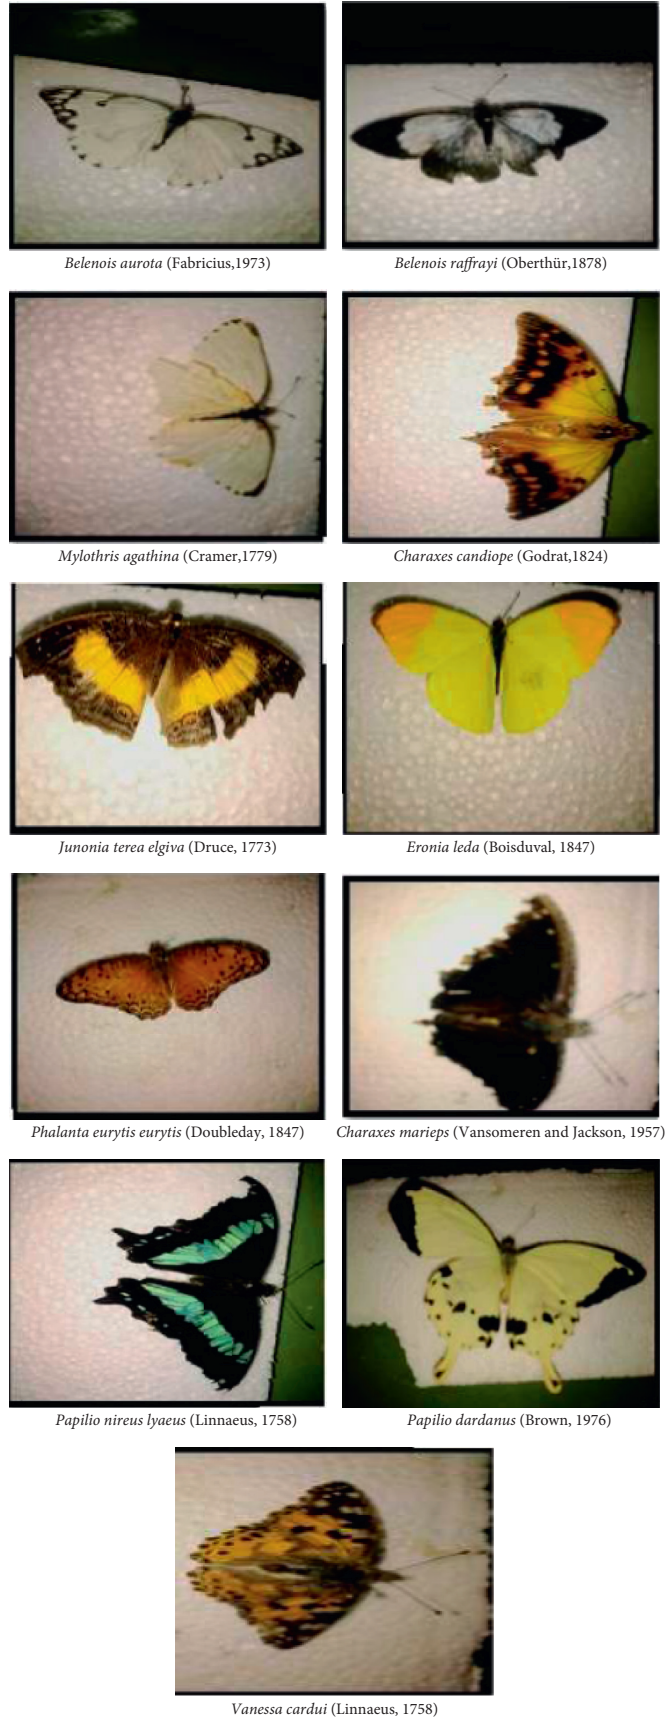 Belenois aurota (Fabricius,1973)
Belenois raffrayi (Oberthür,1878)
Mylothris agathina (Cramer,1779)
Charaxes candiope (Godrat,1824)
Junonia terea elgiva (Druce, 1773)
Eronia leda (Boisduval, 1847)
Phalanta eurytis eurytis (Doubleday, 1847)
Charaxes marieps (Vansomeren and Jackson, 1957)
Papilio nireus lyaeus (Linnaeus, 1758)
Papilio dardanus (Brown, 1976)
Vanessa cardui (Linnaeus, 1758)